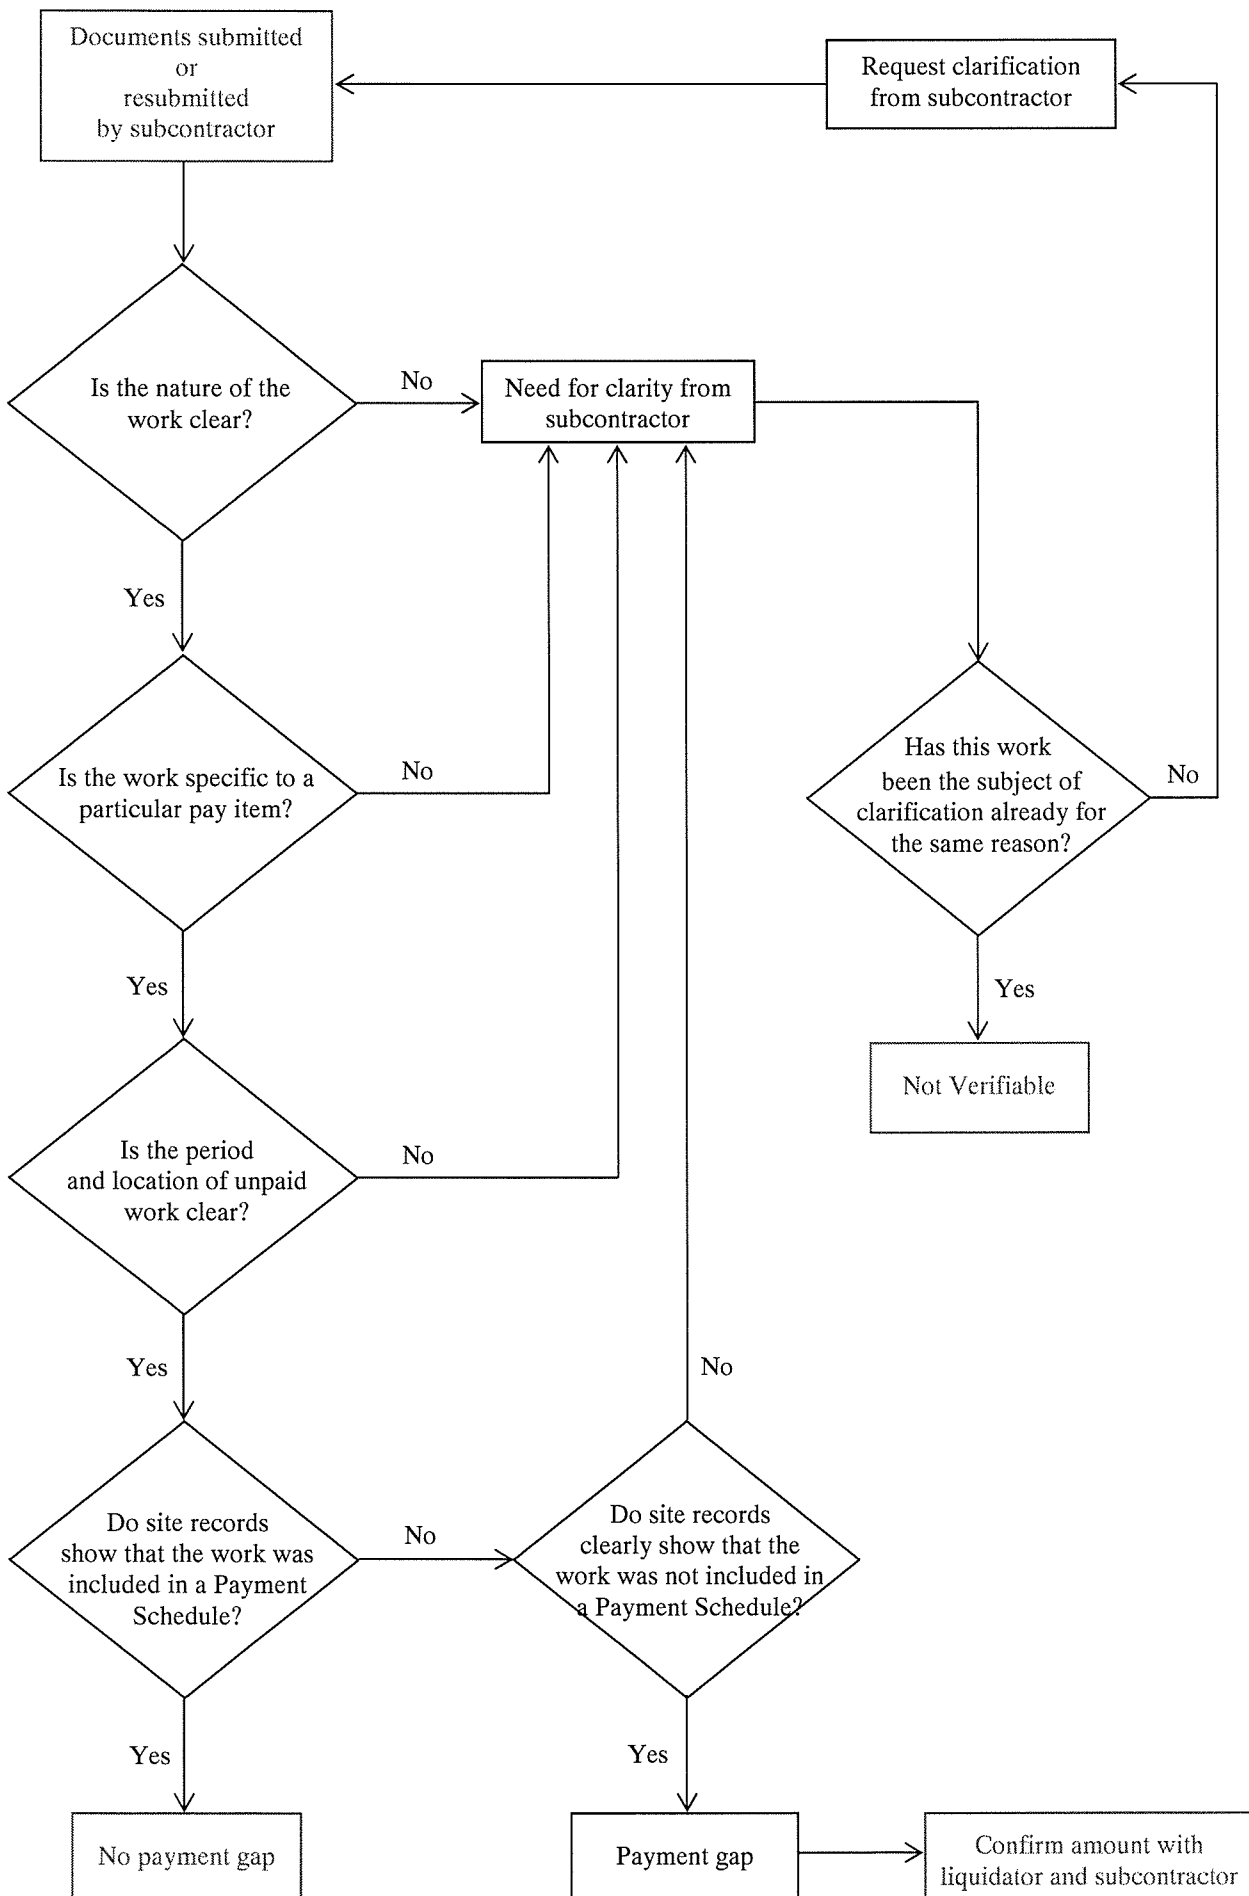 Documents submitted
or
resubmitted
by subcontractor
Request clarification
from subcontractor
Is the nature of the
work clear?
No
Need for clarity from
subcontractor
Yes
Is the work specific to a
particular pay item?
No
Has this work
been the subject of
clarification already for
the same reason?
No
Yes
Yes
Not Verifiable
Is the period
and location of unpaid
work clear?
No
Yes
No
Do site records
show that the work was
included in a Payment
Schedule?
No
Do site records
clearly show that the
work was not included in
a Payment Schedule?
Yes
Yes
No payment gap
Payment gap
Confirm amount with
liquidator and subcontractor